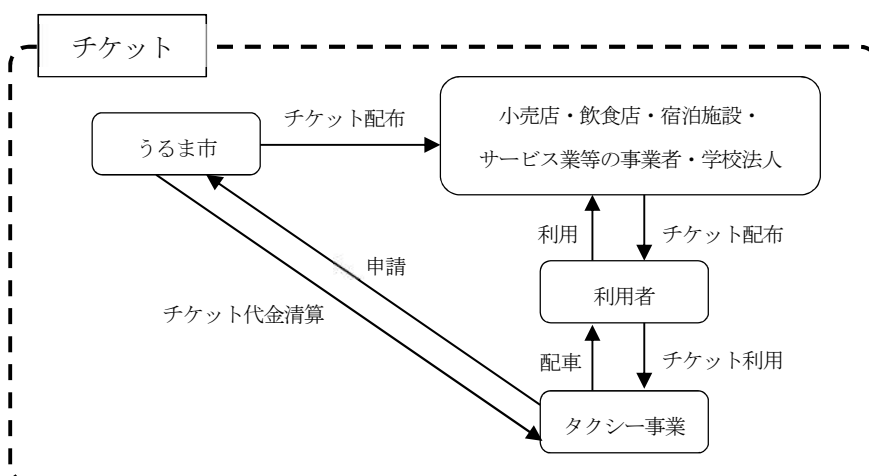 チケット
チケット配布
うるま市
小売店・飲食店・宿泊施設・
サービス業等の事業者・学校法人
利用
チケット配布
申請
利用者
チケット代金清算
配車
チケット利用
タクシー事業